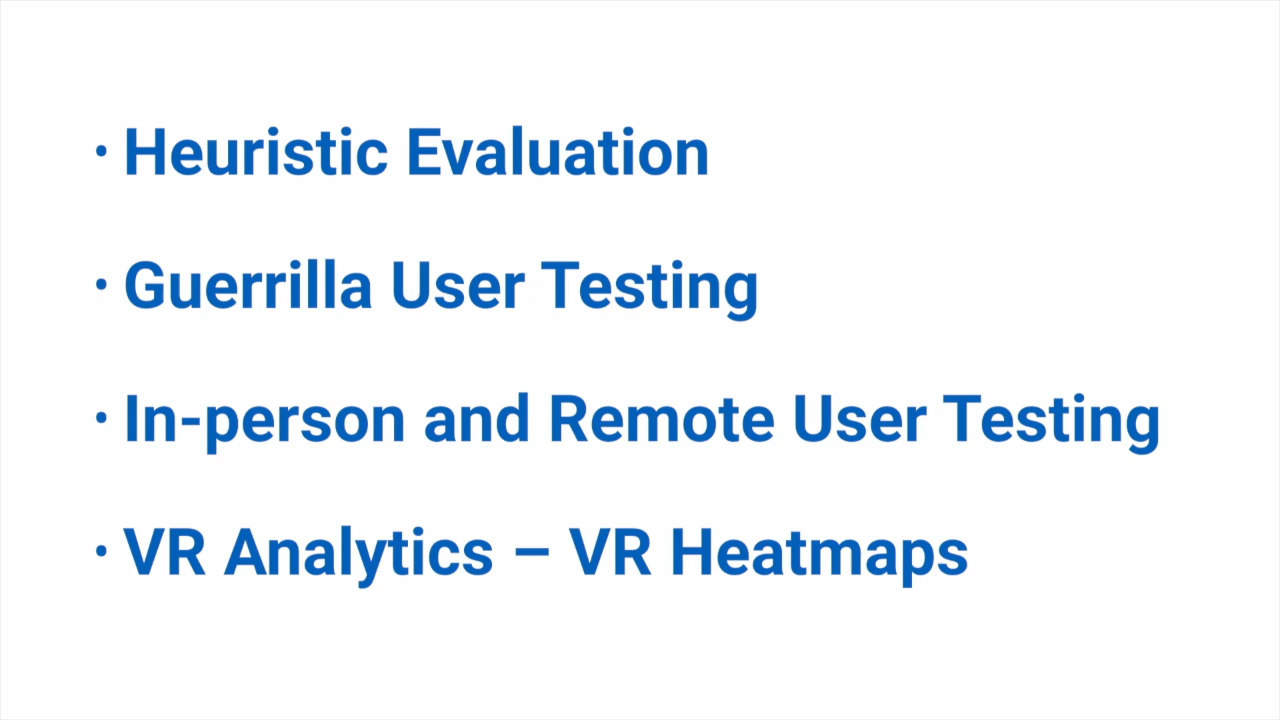 · Heuristic Evaluation
· Guerrilla User Testing
· In-person and Remote User Testing
· VR Analytics – VR Heatmaps